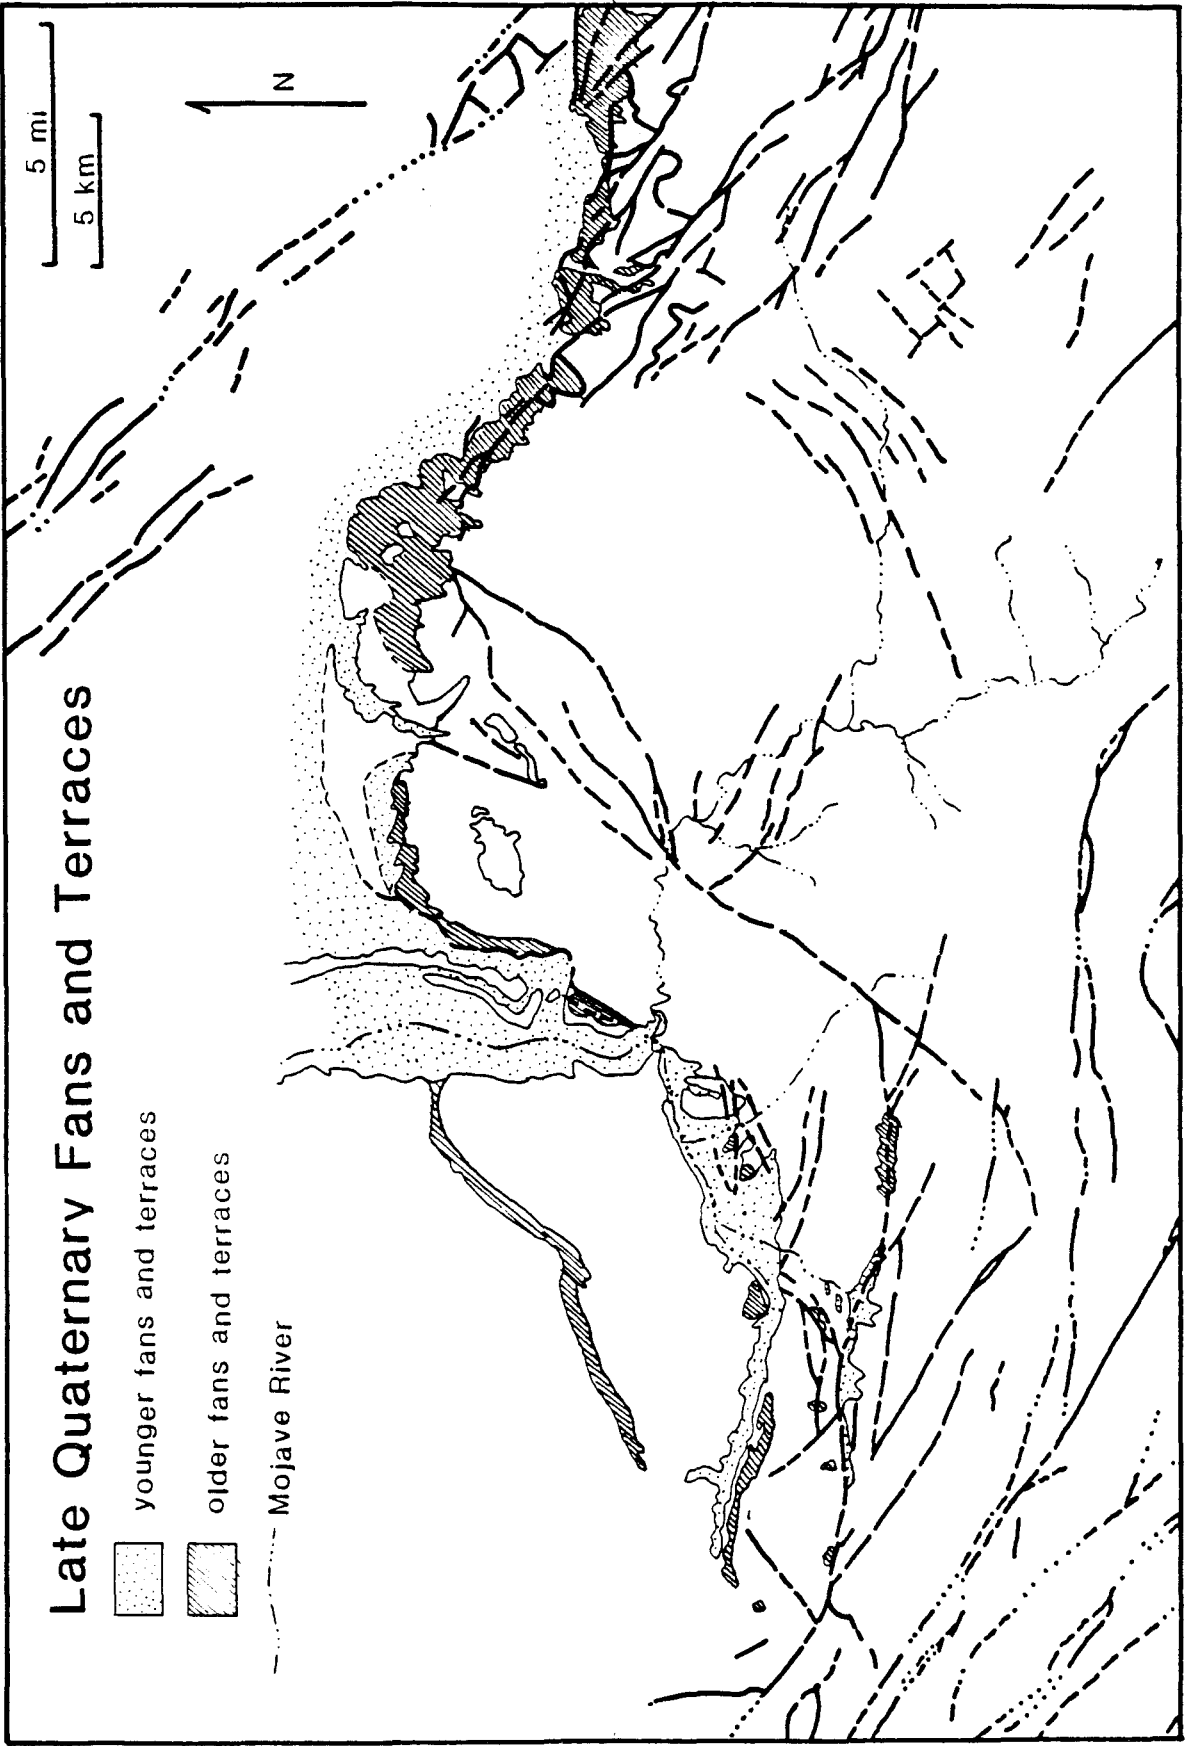 Late Quaternary Fans and Terraces
younger fans and terraces
older fans and terraces
Mojave River
5 mi
5 km
N